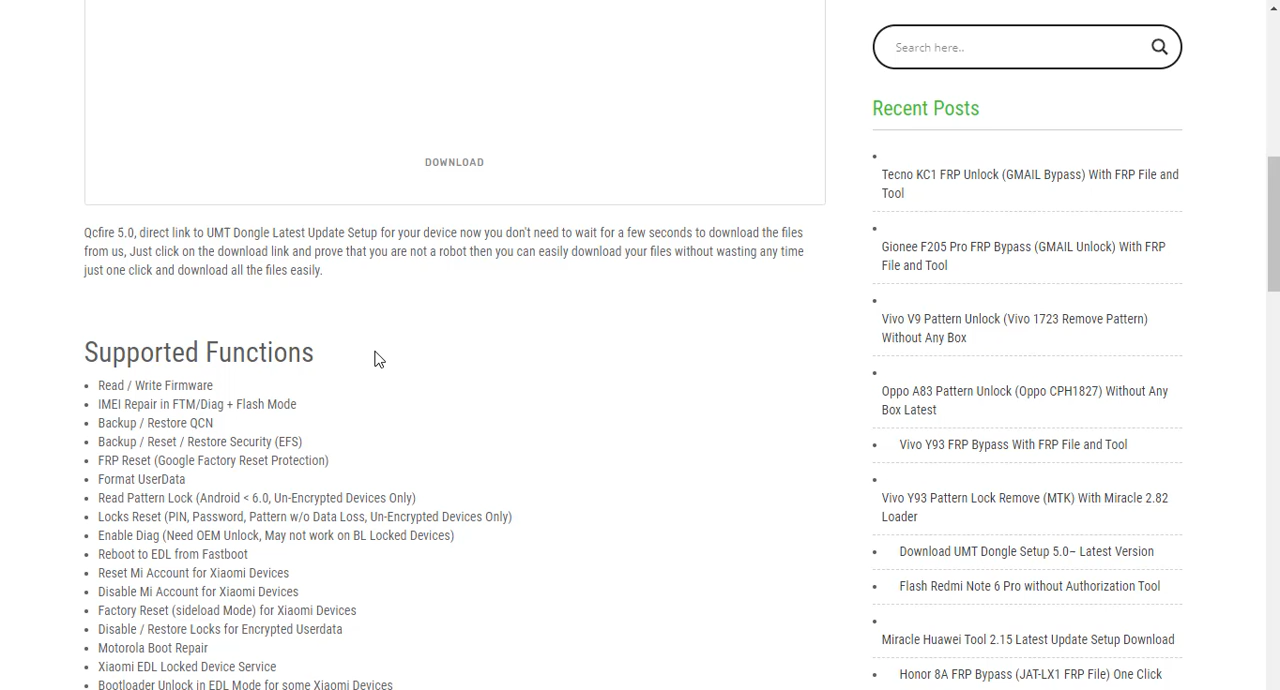 DOWNLOAD
Qcfire 5.0, direct link to UMT Dongle Latest Update Setup for your device now you don't need to wait for a few seconds to download the files
from us, Just click on the download link and prove that you are not a robot then you can easily download your files without wasting any time
just one click and download all the files easily.
Supported Functions
Read / Write Firmware
IMEI Repair in FTM/Diag + Flash Mode
Backup / Restore QCN
Backup / Reset / Restore Security (EFS)
FRP Reset (Google Factory Reset Protection)
Format UserData
Read Pattern Lock (Android < 6.0, Un-Encrypted Devices Only)
Locks Reset (PIN, Password, Pattern w/o Data Loss, Un-Encrypted Devices Only)
Enable Diag (Need OEM Unlock, May not work on BL Locked Devices)
Reboot to EDL from Fastboot
Reset Mi Account for Xiaomi Devices
Disable Mi Account for Xiaomi Devices
Factory Reset (sideload Mode) for Xiaomi Devices
Disable / Restore Locks for Encrypted Userdata
Motorola Boot Repair
Xiaomi EDL Locked Device Service
Bootloader Unlock in EDL Mode for some Xiaomi Devices
Search here..
Recent Posts
Tecno KC1 FRP Unlock (GMAIL Bypass) With FRP File and
Tool
Gionee F205 Pro FRP Bypass (GMAIL Unlock) With FRP
File and Tool
Vivo V9 Pattern Unlock (Vivo 1723 Remove Pattern)
Without Any Box
Oppo A83 Pattern Unlock (Oppo CPH1827) Without Any
Box Latest
Vivo Y93 FRP Bypass With FRP File and Tool
Vivo Y93 Pattern Lock Remove (MTK) With Miracle 2.82
Loader
Download UMT Dongle Setup 5.0– Latest Version
Flash Redmi Note 6 Pro without Authorization Tool
Miracle Huawei Tool 2.15 Latest Update Setup Download
Honor 8A FRP Bypass (JAT-LX1 FRP File) One Click